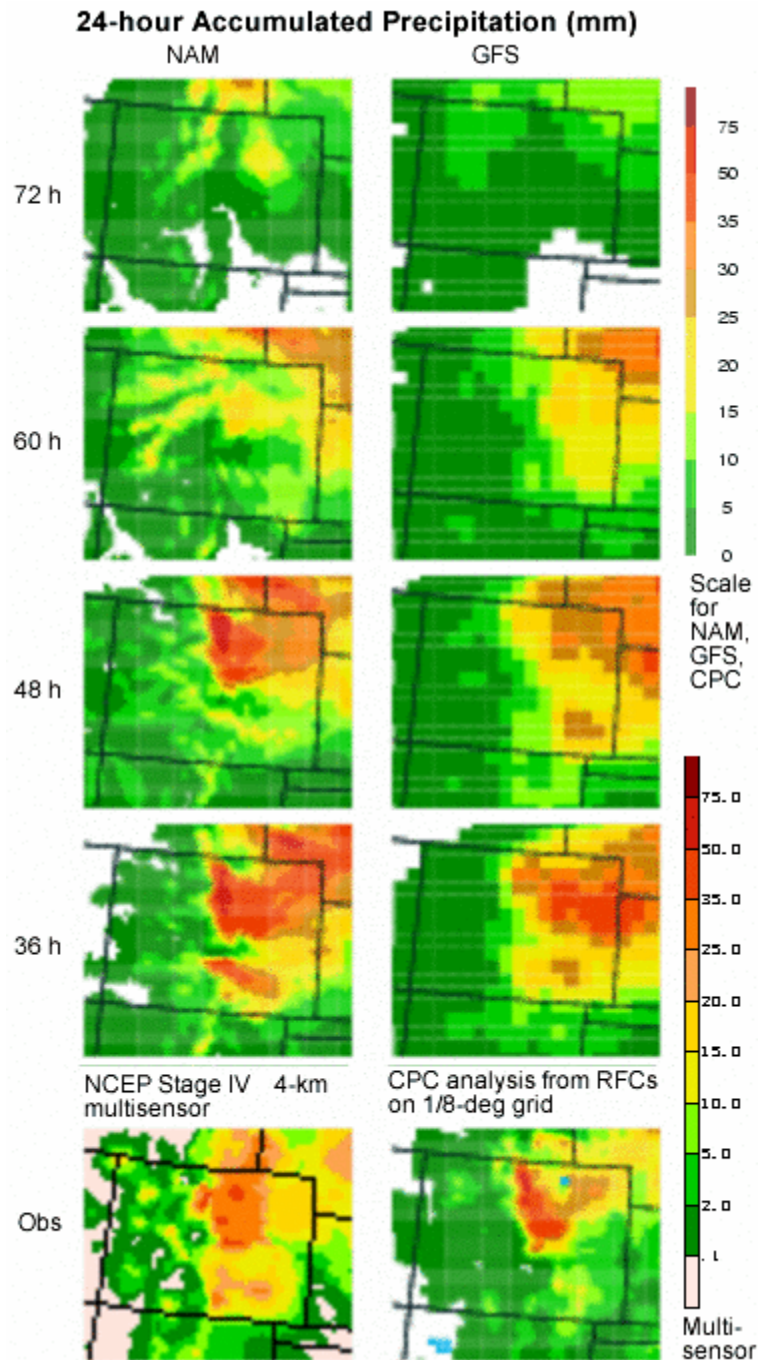 24-hour Accumulated Precipitation (mm)
NAM
GFS
72 h
60 h
48 h
36 h
75
50
35
30
25
20
15
10
5
0
Scale
for
NAM,
GFS,
CPC
NCEP Stage IV 4-km
multisensor
CPC analysis from RFCs
on 1/8-deg grid
Obs
75.0
50.0
35.0
25.0
20.0
15.0
10.0
5.0
2.0
.1
Multi-
sensor